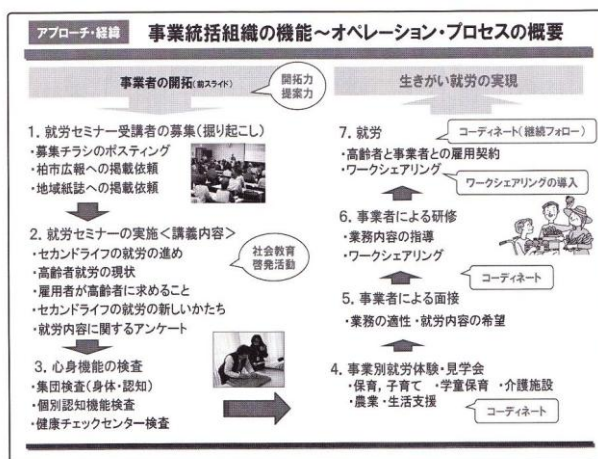 アプローチ・経緯
事業統括組織の機能~オペレーション・プロセスの概要
事業者の開拓(前スライド)
開拓力
提案力
1. 就労セミナー受講者の募集(掘り起こし)
・募集チラシのポスティング
・柏市広報への掲載依頼
・地域紙誌への掲載依頼
2. 就労セミナーの実施<講義内容>
・セカンドライフの就労の進め
・高齢者就労の現状
・雇用者が高齢者に求めること
・セカンドライフの就労の新しいかたち
・就労内容に関するアンケート
社会教育
啓発活動
3. 心身機能の検査
・集団検査(身体・認知)
・個別認知機能検査
・健康チェックセンター検査
生きがい就労の実現
7. 就労
コーディネート(継続フォロー)
・高齢者と事業者との雇用契約
・ワークシェアリング
ワークシェアリングの導入
6. 事業者による研修
・業務内容の指導
・ワークシェアリング
コーディネート
5. 事業者による面接
・業務の適性・就労内容の希望
4. 事業別就労体験・見学会
・保育,子育て ・学童保育 ・介護施設
・農業・生活支援
コーディネート